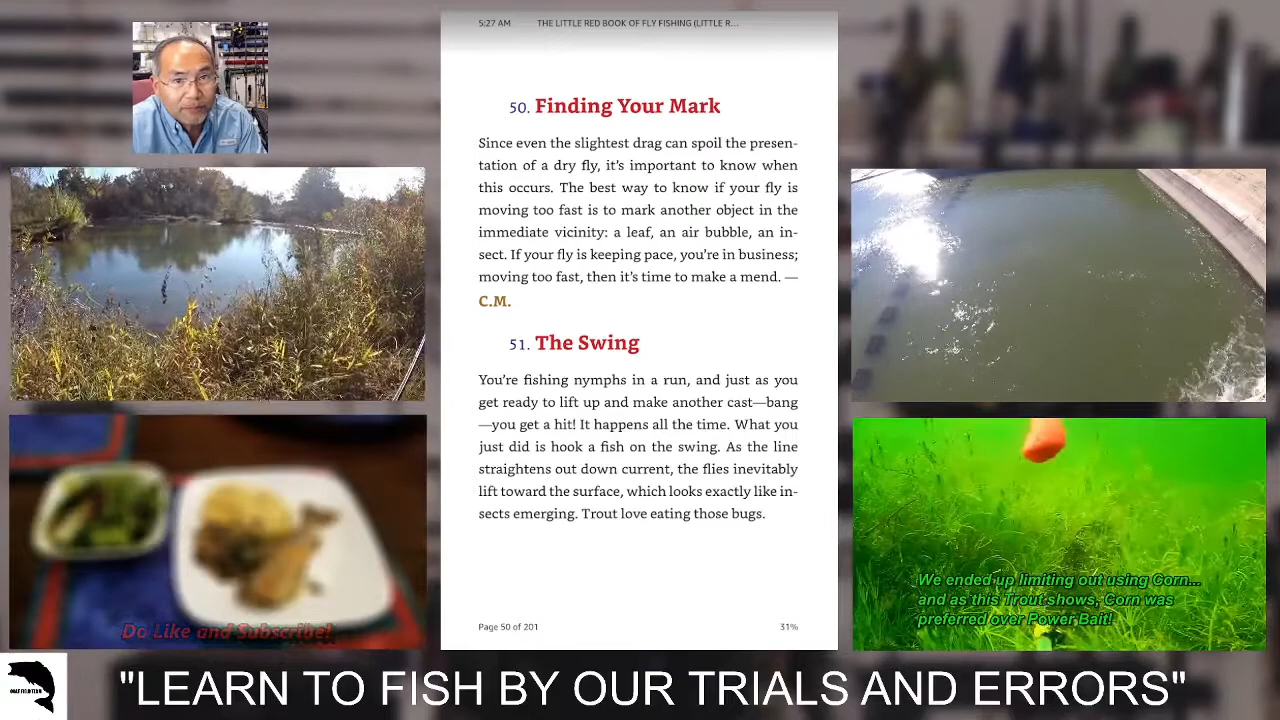 5:27 AM THE LITTLE RED BOOK OF FLY FISHING (LITTLE R...
50. Finding Your Mark
Since even the slightest drag can spoil the presen-
tation of a dry fly, it's important to know when
this occurs. The best way to know if your fly is
moving too fast is to mark another object in the
immediate vicinity: a leaf, an air bubble, an in-
sect. If your fly is keeping pace, you're in business;
moving too fast, then it's time to make a mend. —
C.M.
51. The Swing
You're fishing nymphs in a run, and just as you
get ready to lift up and make another cast—bang
—you get a hit! It happens all the time. What you
just did is hook a fish on the swing. As the line
straightens out down current, the flies inevitably
lift toward the surface, which looks exactly like in-
sects emerging. Trout love eating those bugs.
Page 50 of 201 31%
Do Like and Subscribe!
We ended up limiting out using Corn...
and as this Trout shows, Corn was
preferred over Power Bait!
"LEARN TO FISH BY OUR TRIALS AND ERRORS"